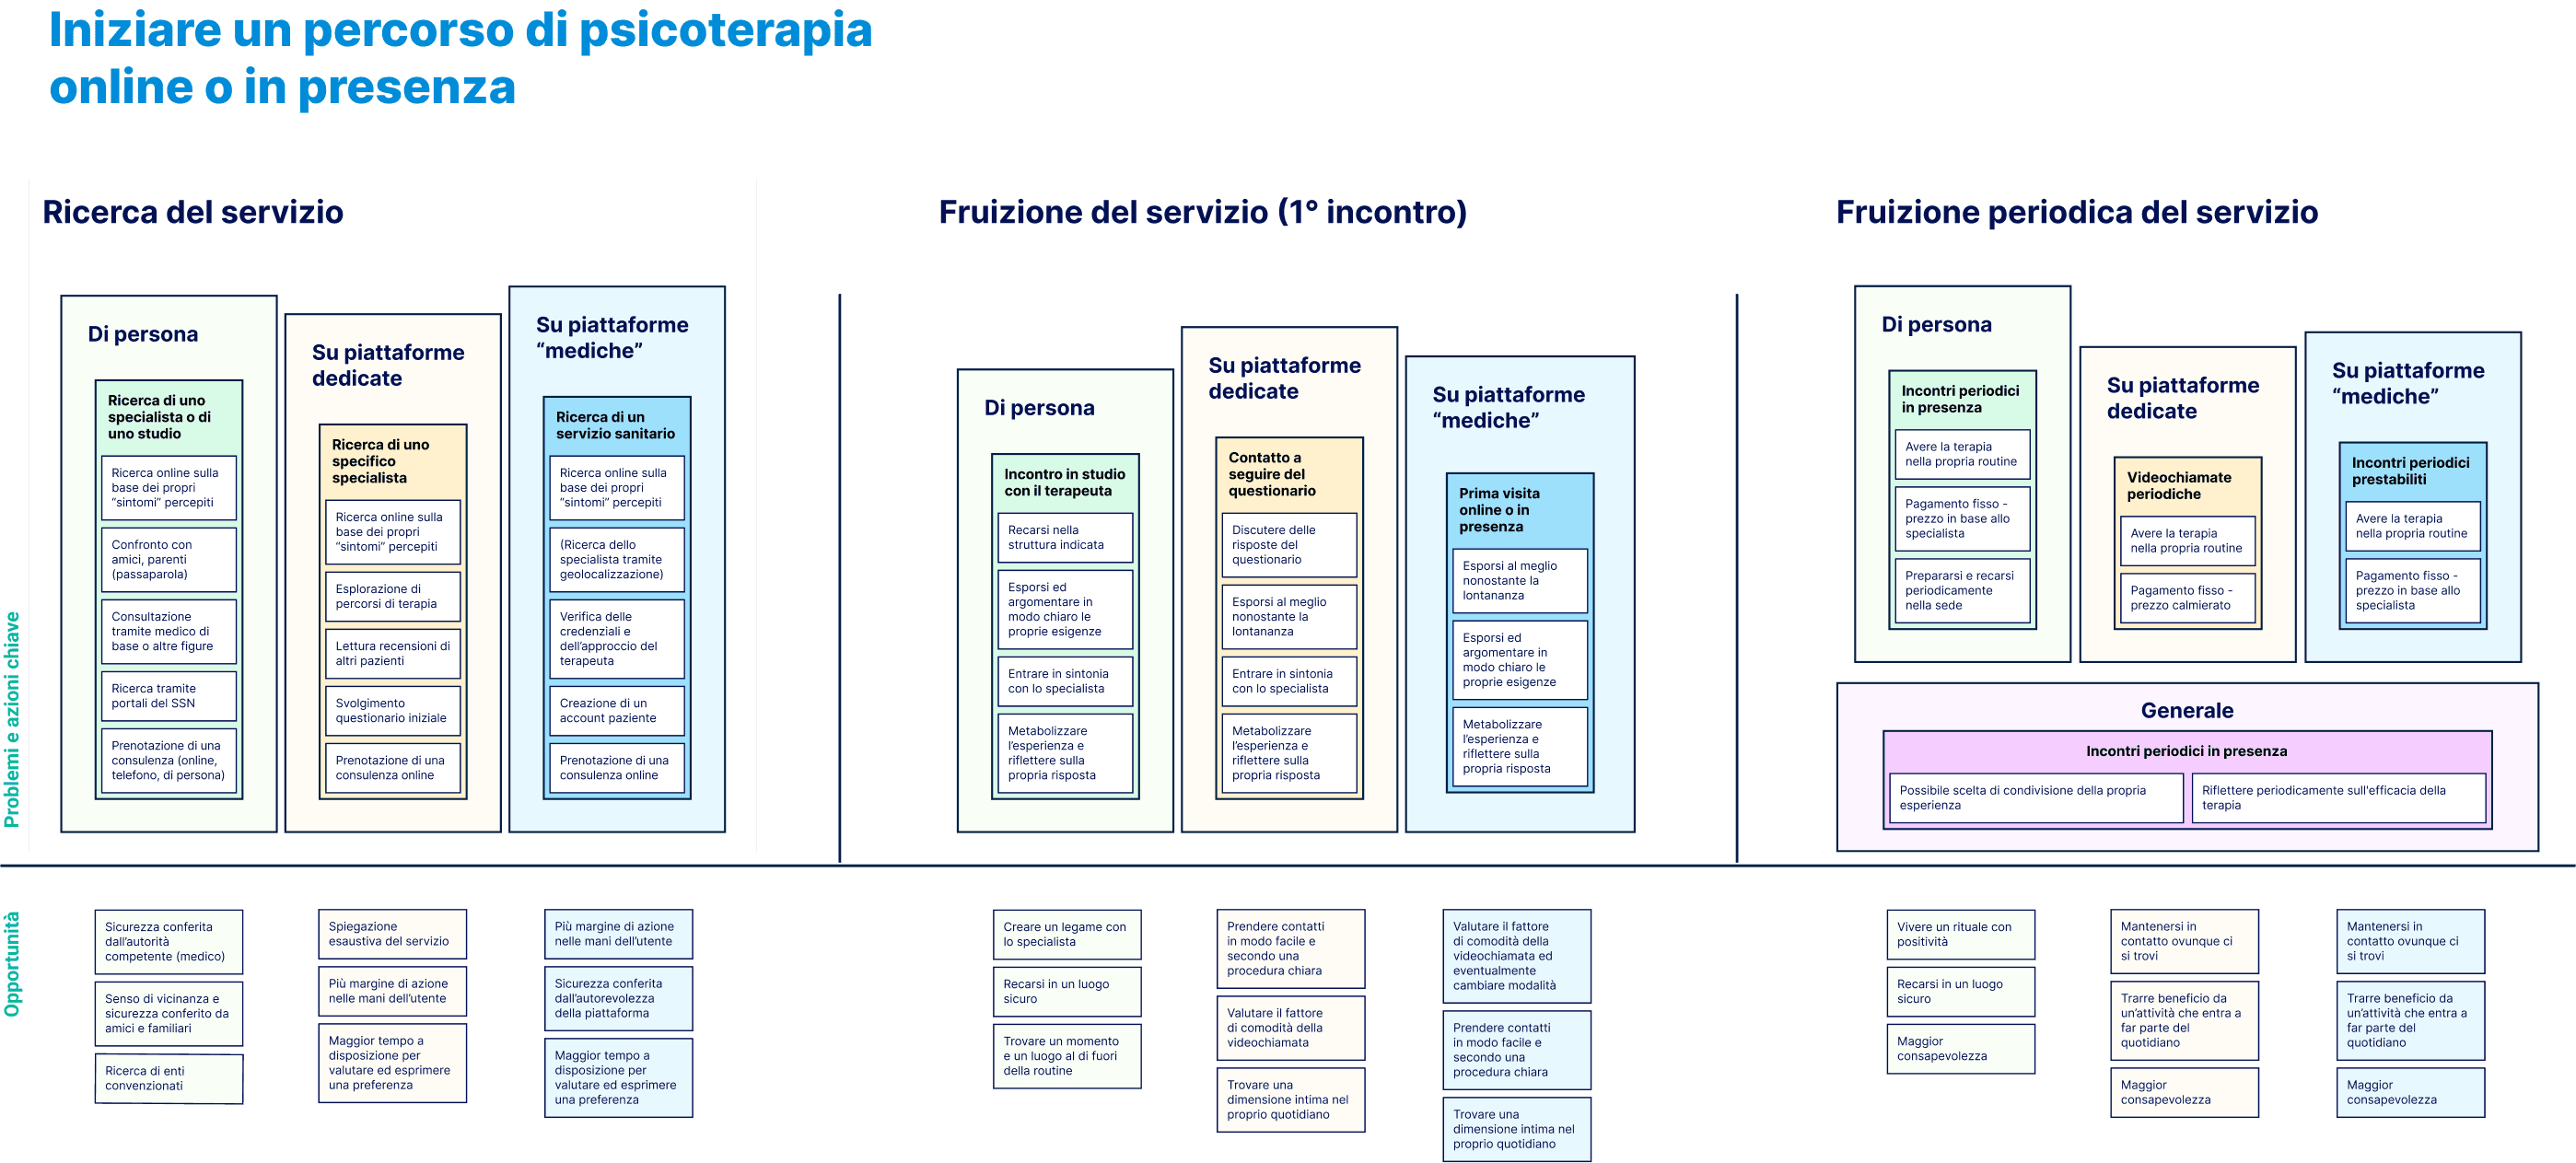 Iniziare un percorso di psicoterapia
online o in presenza
Ricerca del servizio
Di persona
Ricerca di uno
specialista o di
uno studio
Ricerca online sulla
base dei propri
“sintomi” percepiti
Confronto con
amici, parenti
(passaparola)
Consultazione
tramite medico di
base o altre figure
Ricerca tramite
portali del SSN
Prenotazione di una
consulenza (online,
telefono, di persona)
Su piattaforme
dedicate
Ricerca di uno
specifico
specialista
Ricerca online sulla
base dei propri
“sintomi” percepiti
Esplorazione di
percorsi di terapia
Lettura recensioni di
altri pazienti
Svolgimento
questionario iniziale
Prenotazione di una
consulenza online
Su piattaforme
“mediche”
Ricerca di un
servizio sanitario
Ricerca online sulla
base dei propri
“sintomi” percepiti
(Ricerca dello
specialista tramite
geolocalizzazione)
Verifica delle
credenziali e
dell’approccio del
terapeuta
Creazione di un
account paziente
Prenotazione di una
consulenza online
Fruizione del servizio (1° incontro)
Di persona
Incontro in studio
con il terapeuta
Recarsi nella
struttura indicata
Esporsi ed
argomentare in
modo chiaro le
proprie esigenze
Entrare in sintonia
con lo specialista
Metabolizzare
l’esperienza e
riflettere sulla
propria risposta
Su piattaforme
dedicate
Contatto a
seguire del
questionario
Discutere delle
risposte del
questionario
Esporsi al meglio
nonostante la
lontananza
Entrare in sintonia
con lo specialista
Metabolizzare
l’esperienza e
riflettere sulla
propria risposta
Su piattaforme
“mediche”
Prima visita
online o in
presenza
Esporsi al meglio
nonostante la
lontananza
Esporsi ed
argomentare in
modo chiaro le
proprie esigenze
Metabolizzare
l’esperienza e
riflettere sulla
propria risposta
Fruizione periodica del servizio
Di persona
Incontri periodici
in presenza
Avere la terapia
nella propria routine
Pagamento fisso -
prezzo in base allo
specialista
Prepararsi e recarsi
periodicamente
nella sede
Su piattaforme
dedicate
Videochiamate
periodiche
Avere la terapia
nella propria routine
Pagamento fisso -
prezzo calmierato
Su piattaforme
“mediche”
Incontri periodici
prestabiliti
Avere la terapia
nella propria routine
Pagamento fisso -
prezzo in base allo
specialista
Generale
Incontri periodici in presenza
Possibile scelta di condivisione della propria
esperienza
Riflettere periodicamente sull'efficacia della
terapia
Problemi e azioni chiave
Opportunità
Sicurezza conferita
dall’autorità
competente (medico)
Senso di vicinanza e
sicurezza conferito da
amici e familiari
Ricerca di enti
convenzionati
Spiegazione
esaustiva del servizio
Più margine di azione
nelle mani dell’utente
Maggior tempo a
disposizione per
valutare ed esprimere
una preferenza
Più margine di azione
nelle mani dell’utente
Sicurezza conferita
dall’autorevolezza
della piattaforma
Maggior tempo a
disposizione per
valutare ed esprimere
una preferenza
Creare un legame con
lo specialista
Recarsi in un luogo
sicuro
Trovare un momento
e un luogo al di fuori
della routine
Prendere contatti
in modo facile e
secondo una
procedura chiara
Valutare il fattore
di comodità della
videochiamata
Trovare una
dimensione intima nel
proprio quotidiano
Valutare il fattore
di comodità della
videochiamata ed
eventualmente
cambiare modalità
Prendere contatti
in modo facile e
secondo una
procedura chiara
Trovare una
dimensione intima nel
proprio quotidiano
Vivere un rituale con
positività
Recarsi in un luogo
sicuro
Maggior
consapevolezza
Mantenersi in
contatto ovunque ci
si trovi
Trarre beneficio da
un’attività che entra a
far parte del
quotidiano
Maggior
consapevolezza
Mantenersi in
contatto ovunque ci
si trovi
Trarre beneficio da
un’attività che entra a
far parte del
quotidiano
Maggior
consapevolezza